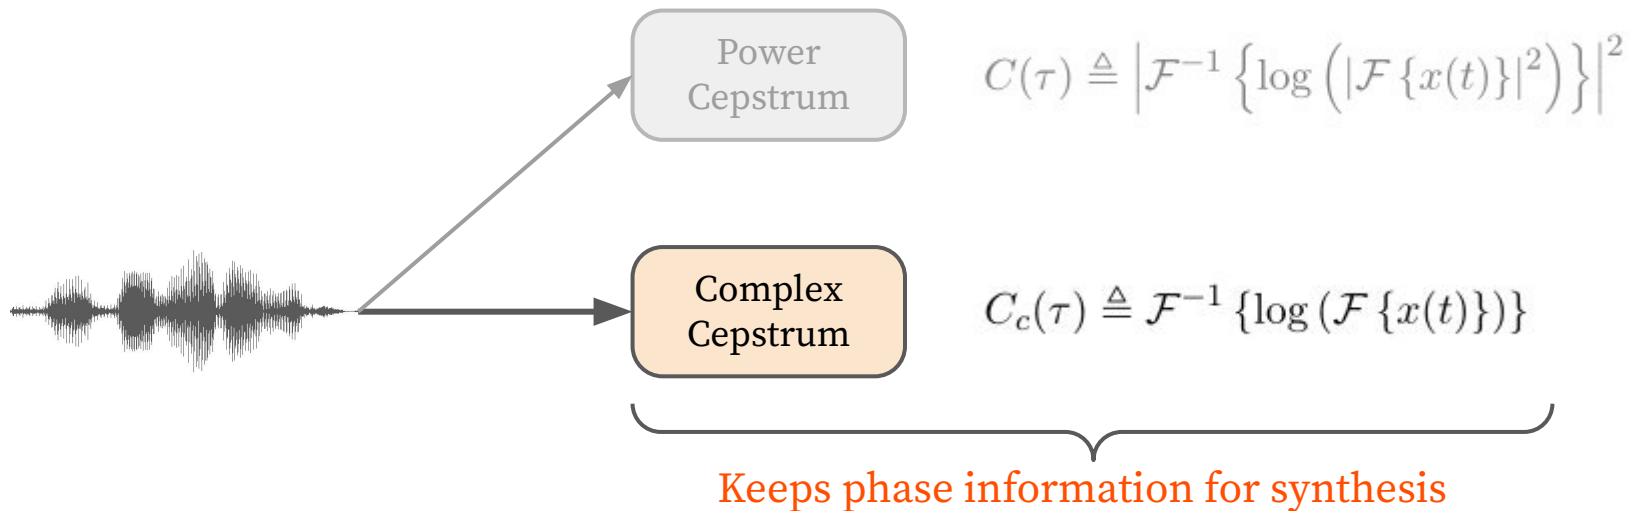 Power
Cepstrum
C(τ) ≜ |ℱ⁻¹ {log (|ℱ {x(t)}|²)}|²
Complex
Cepstrum
C_c(τ) ≜ ℱ⁻¹ {log (ℱ {x(t)})}
Keeps phase information for synthesis